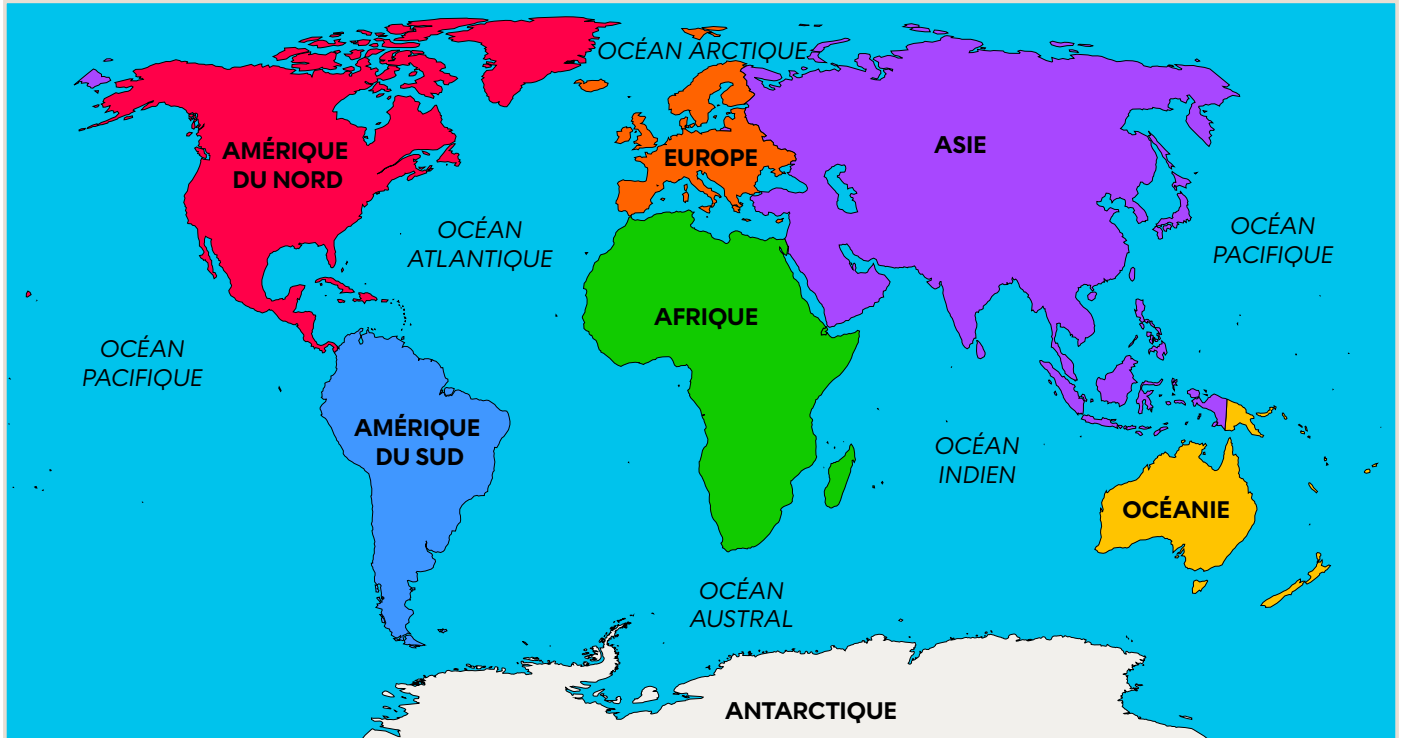 OCÉAN ARCTIQUE
AMÉRIQUE
DU NORD
EUROPE
ASIE
OCÉAN
ATLANTIQUE
OCÉAN
PACIFIQUE
AFRIQUE
OCÉAN
PACIFIQUE
AMÉRIQUE
DU SUD
OCÉAN
INDIEN
OCÉANIE
OCÉAN
AUSTRAL
ANTARCTIQUE